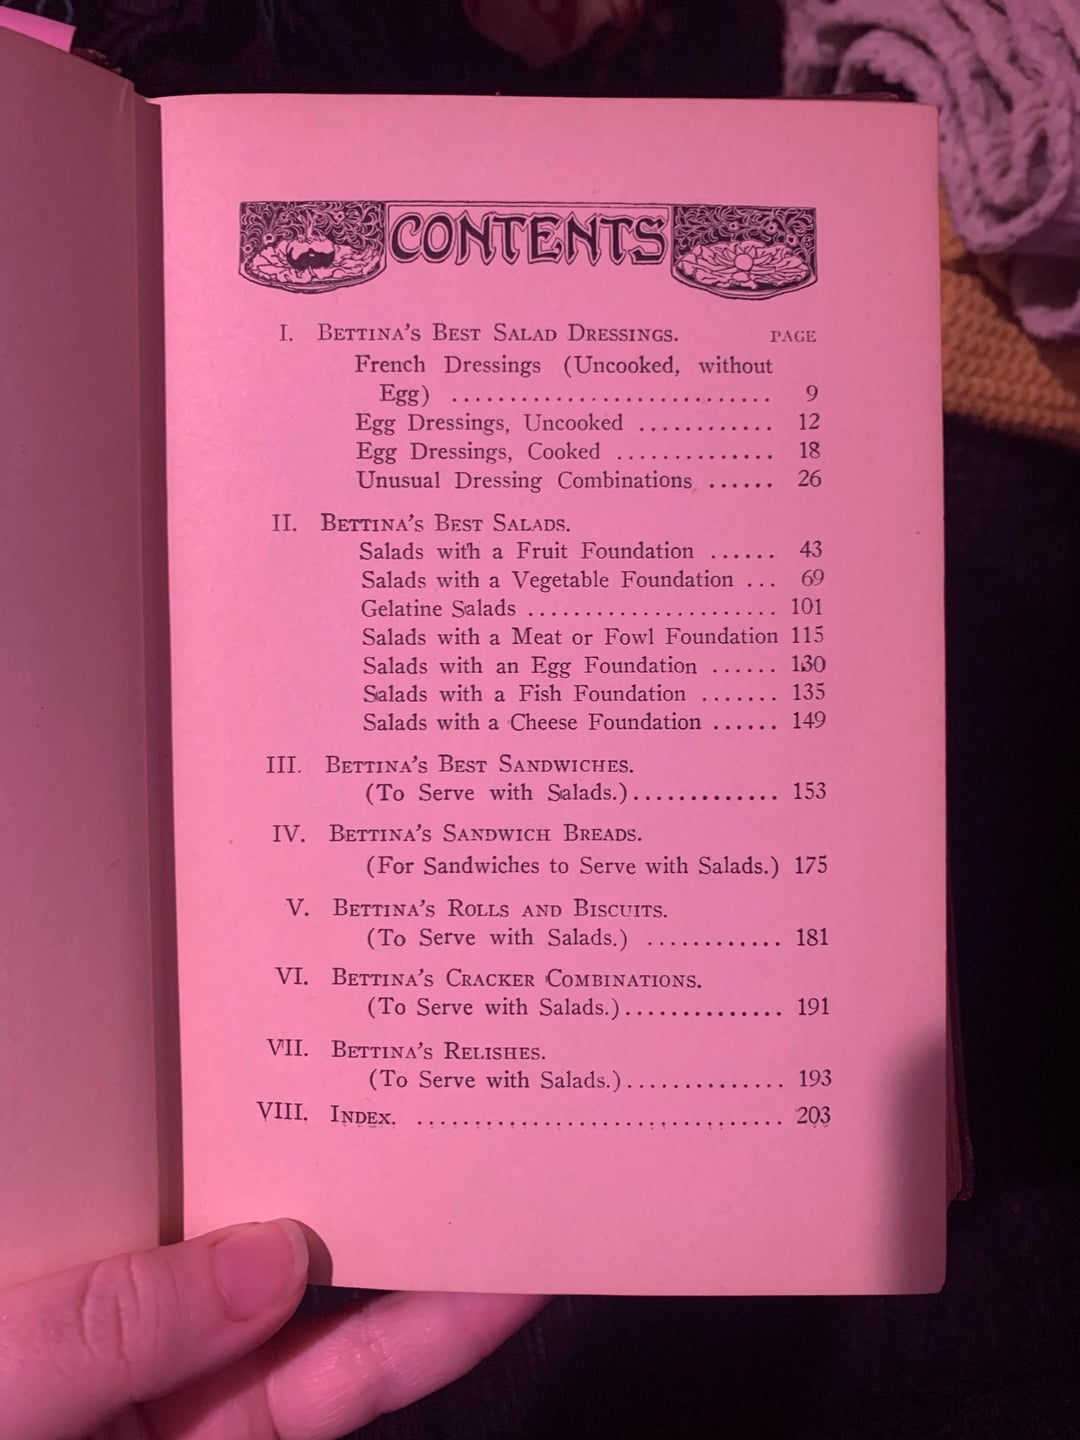 CONTENTS
I. BETTINA'S BEST SALAD DRESSINGS. PAGE
French Dressings (Uncooked, without
Egg) ........................... 9
Egg Dressings, Uncooked ............ 12
Egg Dressings, Cooked .............. 18
Unusual Dressing Combinations ...... 26
II. BETTINA'S BEST SALADS.
Salads with a Fruit Foundation ...... 43
Salads with a Vegetable Foundation ... 69
Gelatine Salads ...................... 101
Salads with a Meat or Fowl Foundation 115
Salads with an Egg Foundation ...... 130
Salads with a Fish Foundation ....... 135
Salads with a Cheese Foundation ...... 149
III. BETTINA'S BEST SANDWICHES.
(To Serve with Salads.)............. 153
IV. BETTINA'S SANDWICH BREADS.
(For Sandwiches to Serve with Salads.) 175
V. BETTINA'S ROLLS AND BISCUITS.
(To Serve with Salads.) ............ 181
VI. BETTINA'S CRACKER COMBINATIONS.
(To Serve with Salads.).............. 191
VII. BETTINA'S RELISHES.
(To Serve with Salads.).............. 193
VIII. INDEX. ................................ 203